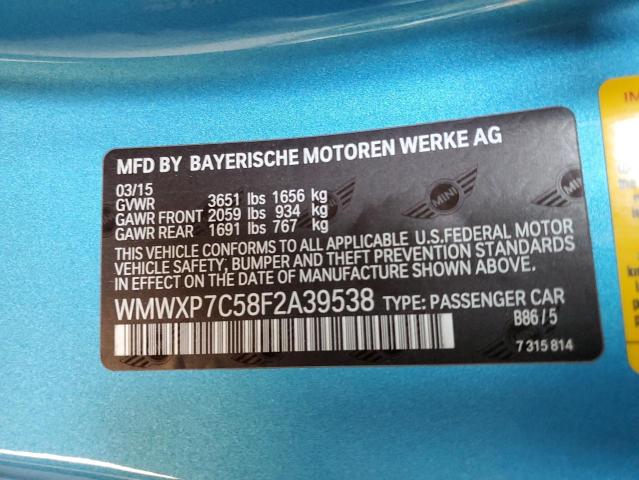 MFD BY BAYERISCHE MOTOREN WERKE AG
03/15
GVWR 3651 lbs 1656 kg
GAWR FRONT 2059 lbs 934 kg
GAWR REAR 1691 lbs 767 kg
THIS VEHICLE CONFORMS TO ALL APPLICABLE U.S.FEDERAL MOTOR
VEHICLE SAFETY, BUMPER AND THEFT PREVENTION STANDARDS
IN EFFECT ON THE DATE OF MANUFACTURE SHOWN ABOVE.
WMWXP7C58F2A39538 TYPE: PASSENGER CAR
B86 / 5
7 315 814
MINI